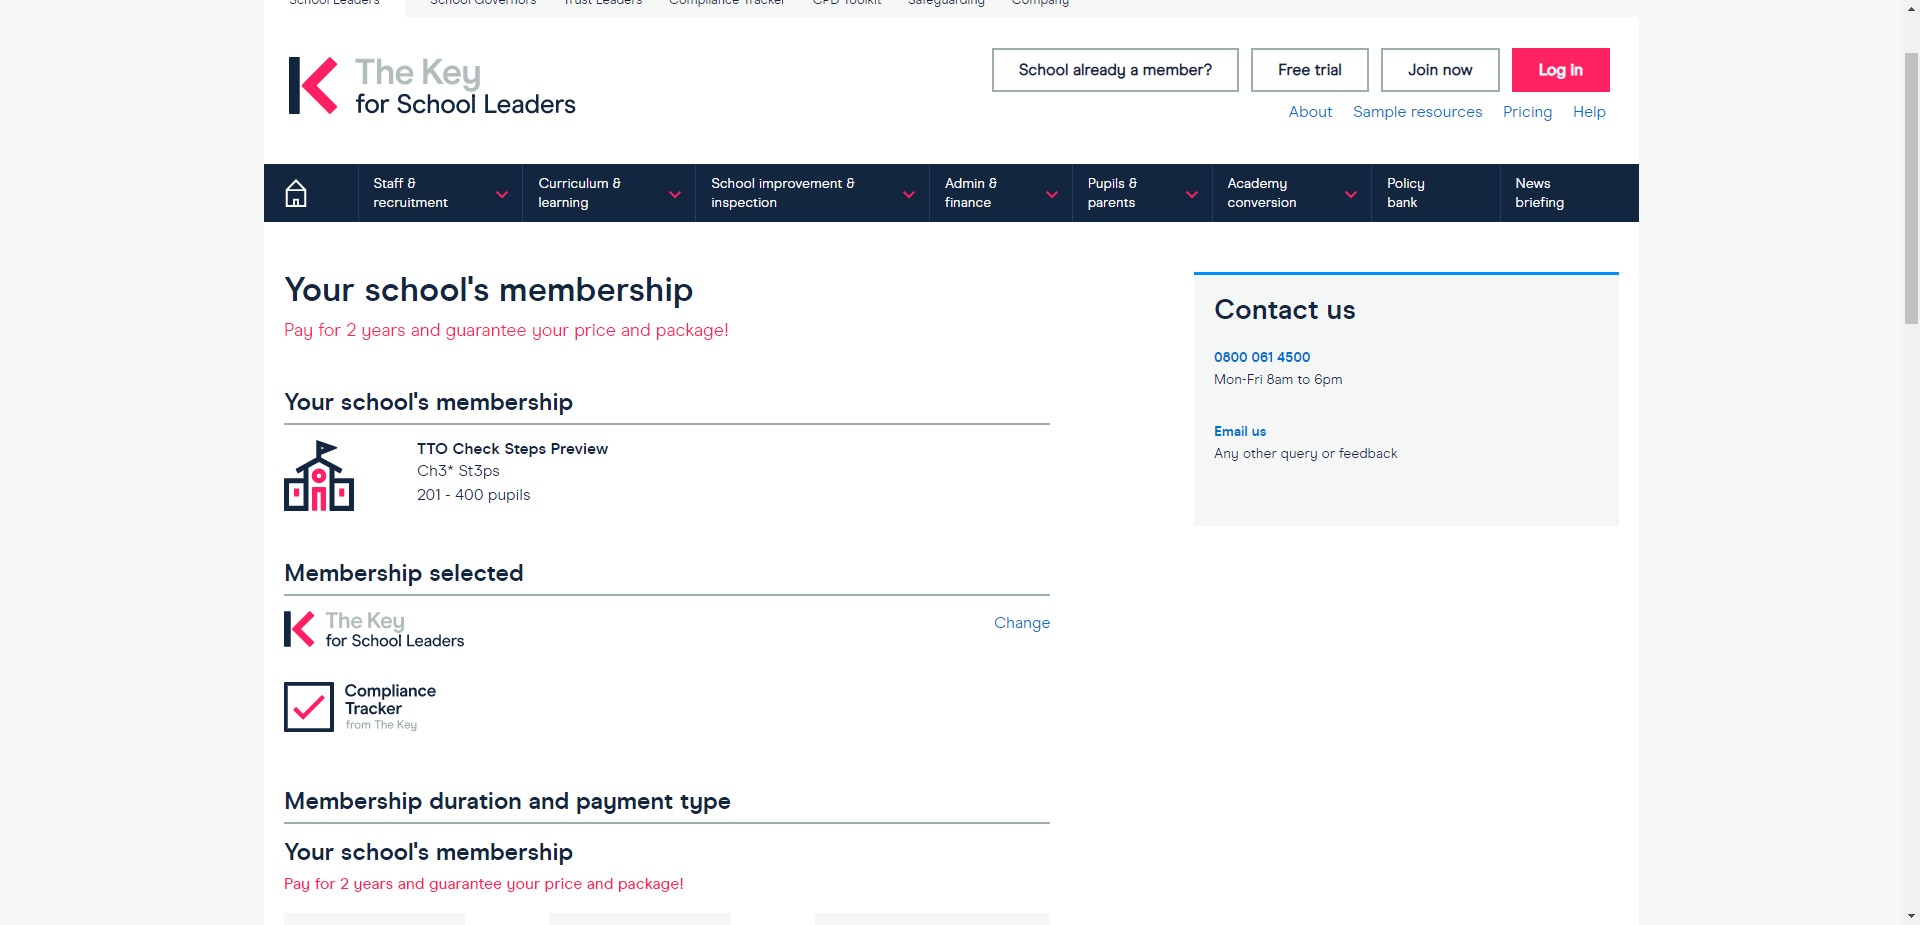 School Leaders School Governors Trust Leaders Compliance Tracker CPD Toolkit Safeguarding Company
The Key
for School Leaders
School already a member? Free trial Join now Log in
About Sample resources Pricing Help
Staff &
recruitment
Curriculum &
learning
School improvement &
inspection
Admin &
finance
Pupils &
parents
Academy
conversion
Policy
bank
News
briefing
Your school's membership
Pay for 2 years and guarantee your price and package!
Your school's membership
TTO Check Steps Preview
Ch3* St3ps
201 - 400 pupils
Membership selected
The Key
for School Leaders
Change
Compliance
Tracker
from The Key
Membership duration and payment type
Your school's membership
Pay for 2 years and guarantee your price and package!
Contact us
0800 061 4500
Mon-Fri 8am to 6pm
Email us
Any other query or feedback